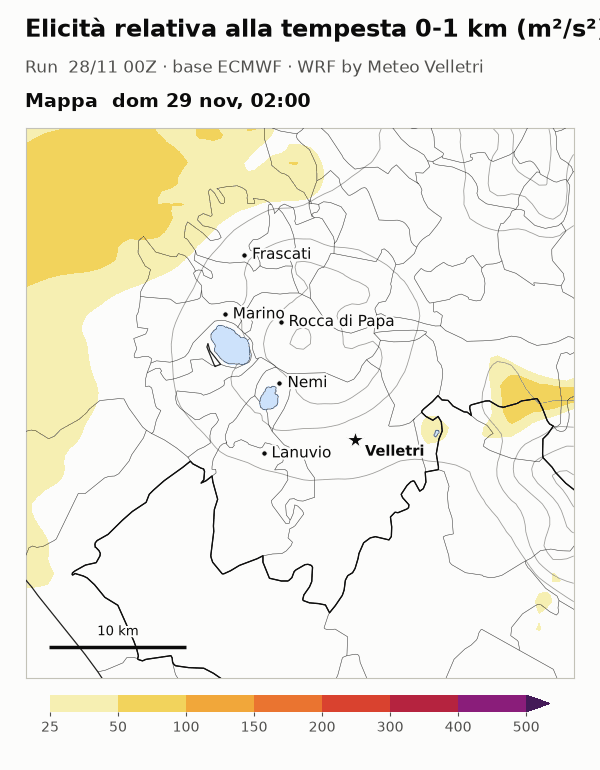 Elicità relativa alla tempesta 0-1 km (m²/s²)
Run 28/11 00Z · base ECMWF · WRF by Meteo Velletri
Mappa dom 29 nov, 02:00
Frascati
Marino
Rocca di Papa
Nemi
Velletri
Lanuvio
10 km
25 50 100 150 200 300 400 500